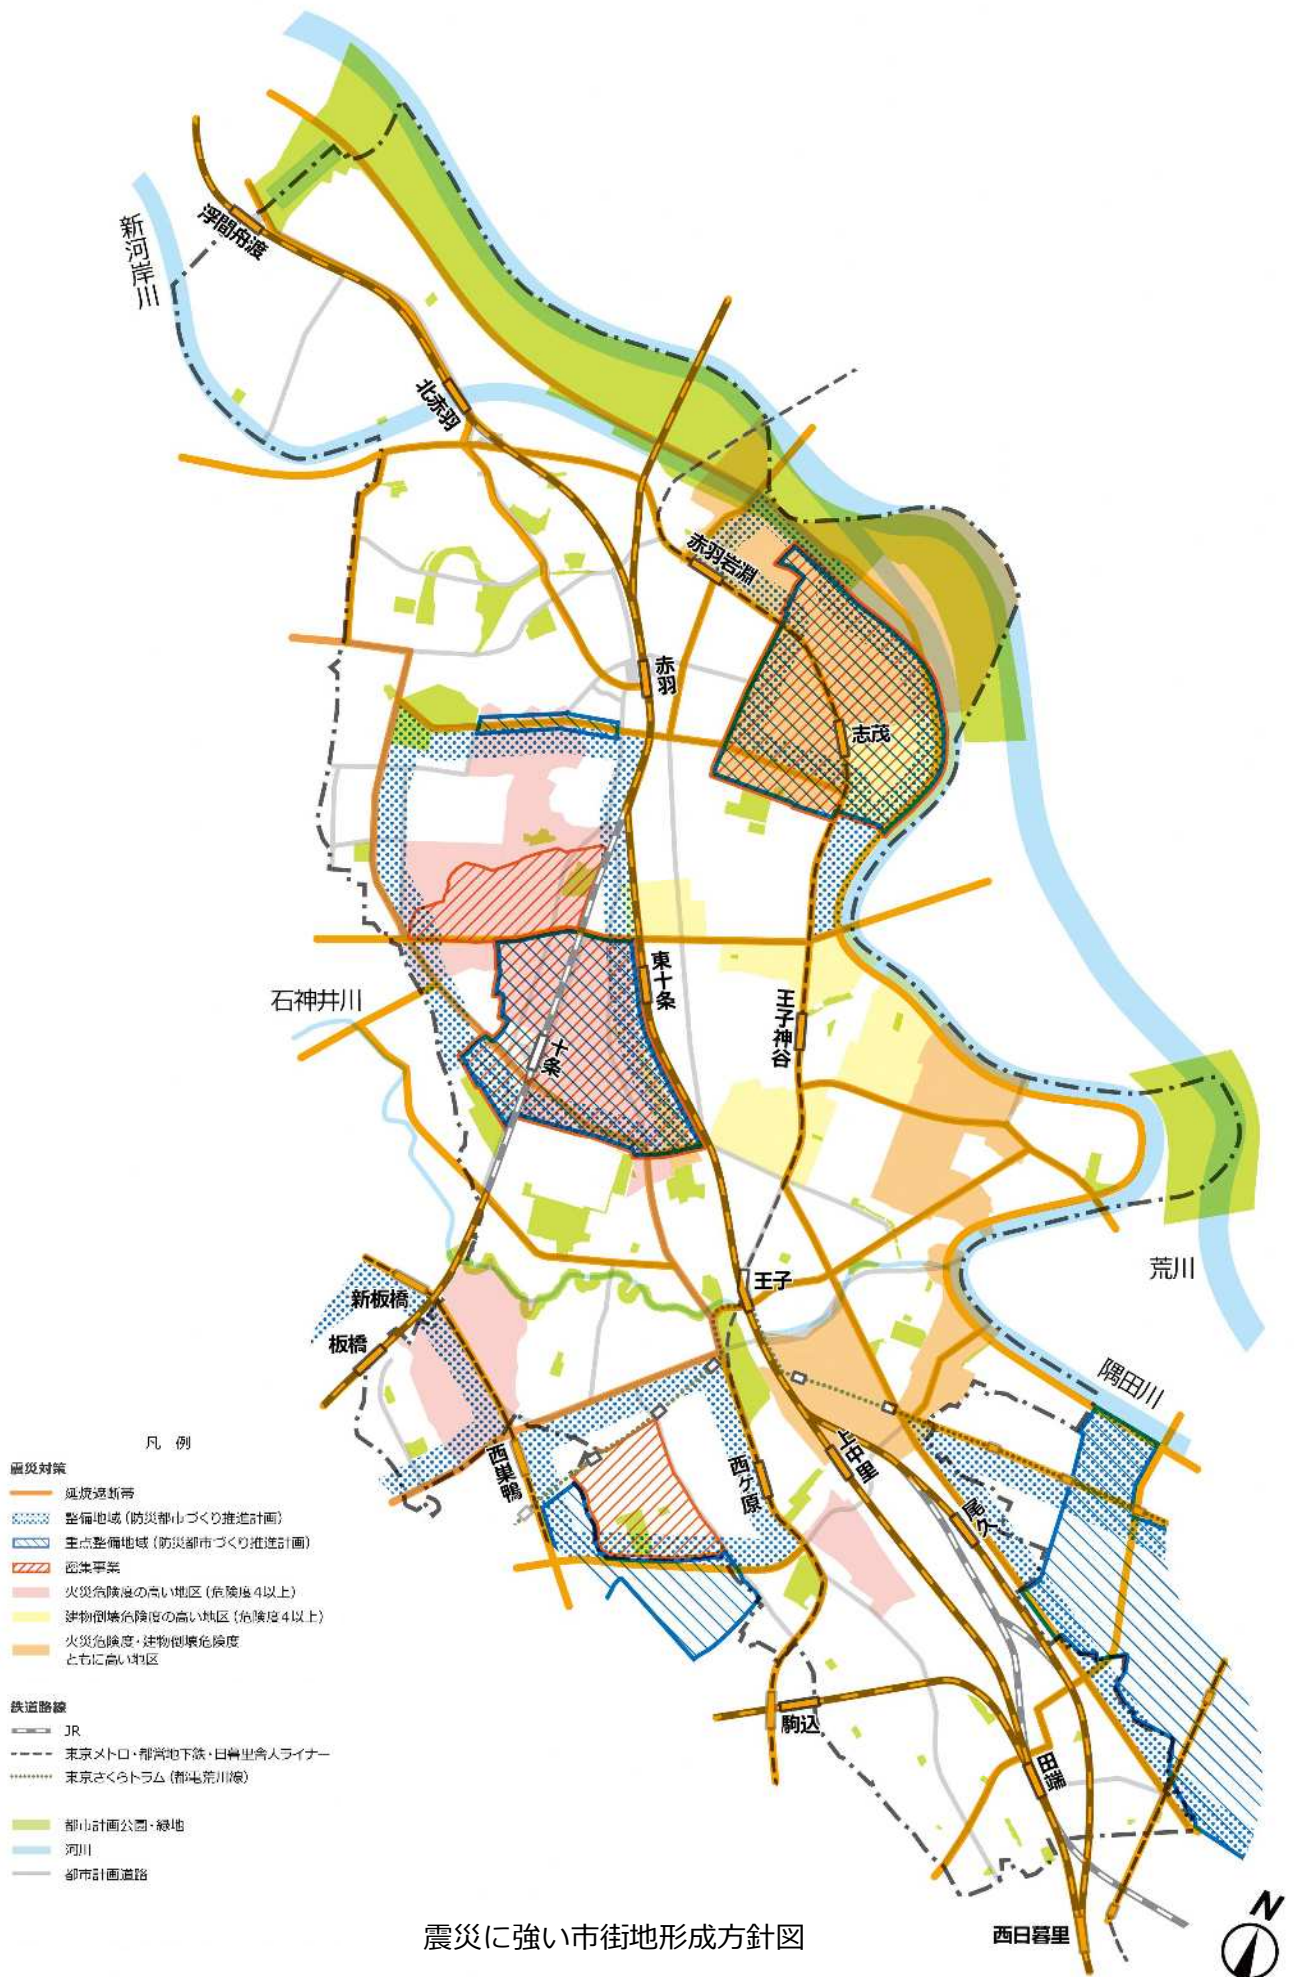 新河岸川
浮間舟渡
北赤羽
赤羽岩淵
赤羽
志茂
東十条
石神井川
王子神谷
十条
荒川
王子
新板橋
板橋
隅田川
西巣鴨
西ケ原
上中里
尾久
駒込
田端
西日暮里
凡 例
震災対策
延焼遮断帯
整備地域（防災都市づくり推進計画）
重点整備地域（防災都市づくり推進計画）
密集事業
火災危険度の高い地区（危険度4以上）
建物倒壊危険度の高い地区（危険度4以上）
火災危険度・建物倒壊危険度
ともに高い地区
鉄道路線
JR
東京メトロ・都営地下鉄・日暮里舎人ライナー
東京さくらトラム（都電荒川線）
都市計画公園・緑地
河川
都市計画道路
震災に強い市街地形成方針図
N